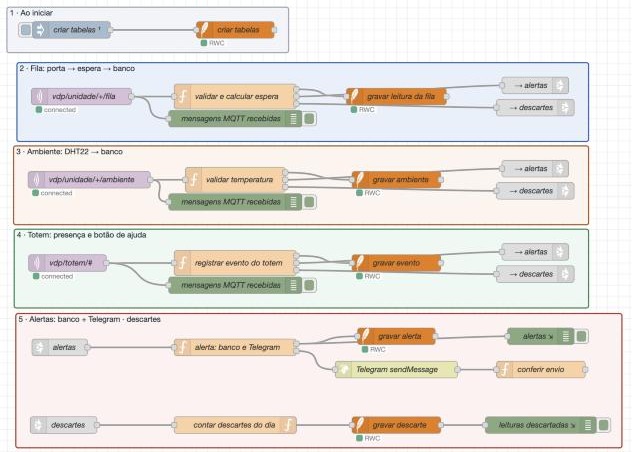 1 · Ao iniciar
criar tabelas ¹
criar tabelas
RWC
2 · Fila: porta → espera → banco
vdp/unidade/+/fila
connected
validar e calcular espera
mensagens MQTT recebidas
gravar leitura da fila
RWC
→ alertas
→ descartes
3 · Ambiente: DHT22 → banco
vdp/unidade/+/ambiente
connected
validar temperatura
mensagens MQTT recebidas
gravar ambiente
RWC
→ alertas
→ descartes
4 · Totem: presença e botão de ajuda
vdp/totem/#
connected
registrar evento do totem
mensagens MQTT recebidas
gravar evento
RWC
→ alertas
→ descartes
5 · Alertas: banco + Telegram · descartes
alertas
alerta: banco e Telegram
gravar alerta
RWC
alertas ⇲
Telegram sendMessage
conferir envio
descartes
contar descartes do dia
gravar descarte
RWC
leituras descartadas ⇲